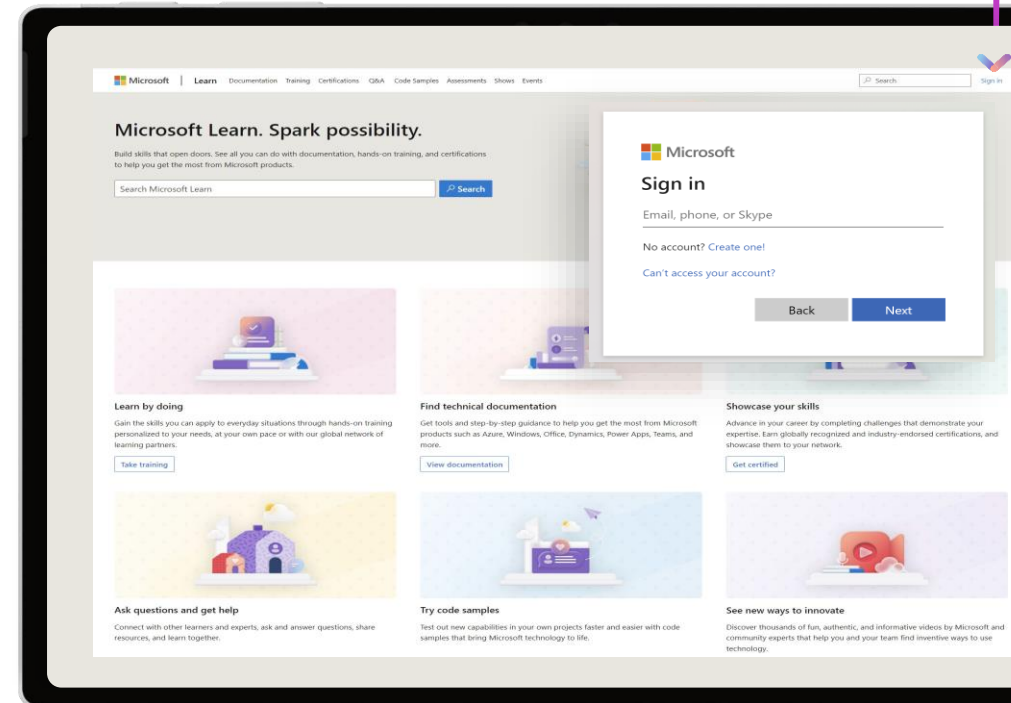 Microsoft | Learn Documentation Training Certifications Q&A Code Samples Assessments Shows Events Search Sign in
Microsoft Learn. Spark possibility.
Build skills that open doors. See all you can do with documentation, hands-on training, and certifications
to help you get the most from Microsoft products.
Search Microsoft Learn Search
Microsoft
Sign in
Email, phone, or Skype
No account? Create one!
Can't access your account?
Back Next
Learn by doing
Gain the skills you can apply to everyday situations through hands-on training
personalized to your needs, at your own pace or with our global network of
learning partners.
Take training
Find technical documentation
Get tools and step-by-step guidance to help you get the most from Microsoft
products such as Azure, Windows, Office, Dynamics, Power Apps, Teams, and
more.
View documentation
Showcase your skills
Advance in your career by completing challenges that demonstrate your
expertise. Earn globally recognized and industry-endorsed certifications, and
showcase them to your network.
Get certified
Ask questions and get help
Connect with other learners and experts, ask and answer questions, share
resources, and learn together.
Try code samples
Test out new capabilities in your own projects faster and easier with code
samples that bring Microsoft technology to life.
See new ways to innovate
Discover thousands of fun, authentic, and informative videos by Microsoft and
community experts that help you and your team find inventive ways to use
technology.